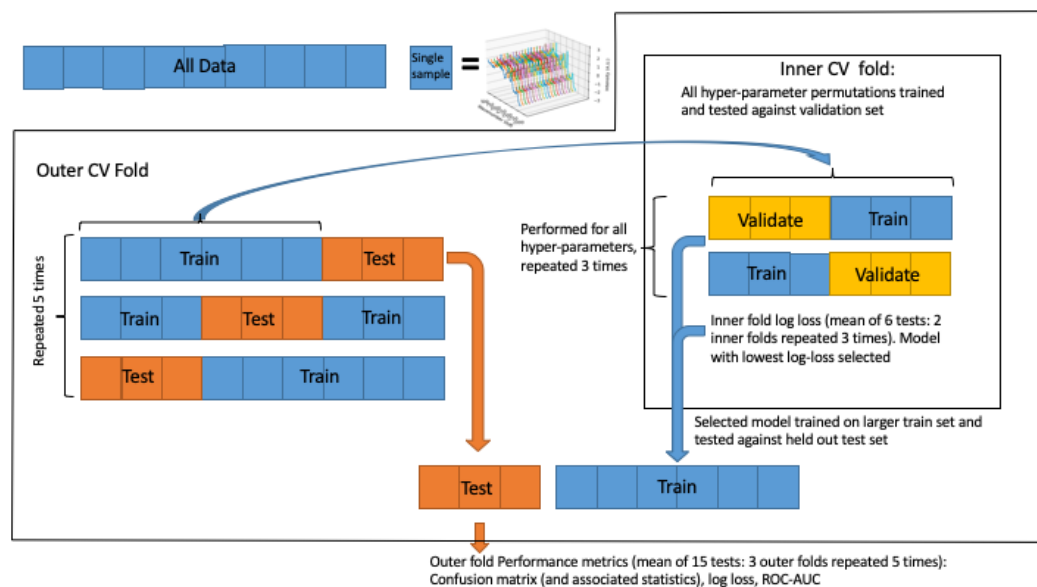 All Data
Single
sample
=
Inner CV fold:
All hyper-parameter permutations trained
and tested against validation set
Outer CV Fold
Repeated 5 times
Train
Test
Train
Test
Train
Test
Train
Performed for all
hyper-parameters,
repeated 3 times
Validate
Train
Train
Validate
Inner fold log loss (mean of 6 tests: 2
inner folds repeated 3 times). Model
with lowest log-loss selected
Selected model trained on larger train set and
tested against held out test set
Test
Train
Outer fold Performance metrics (mean of 15 tests: 3 outer folds repeated 5 times):
Confusion matrix (and associated statistics), log loss, ROC-AUC